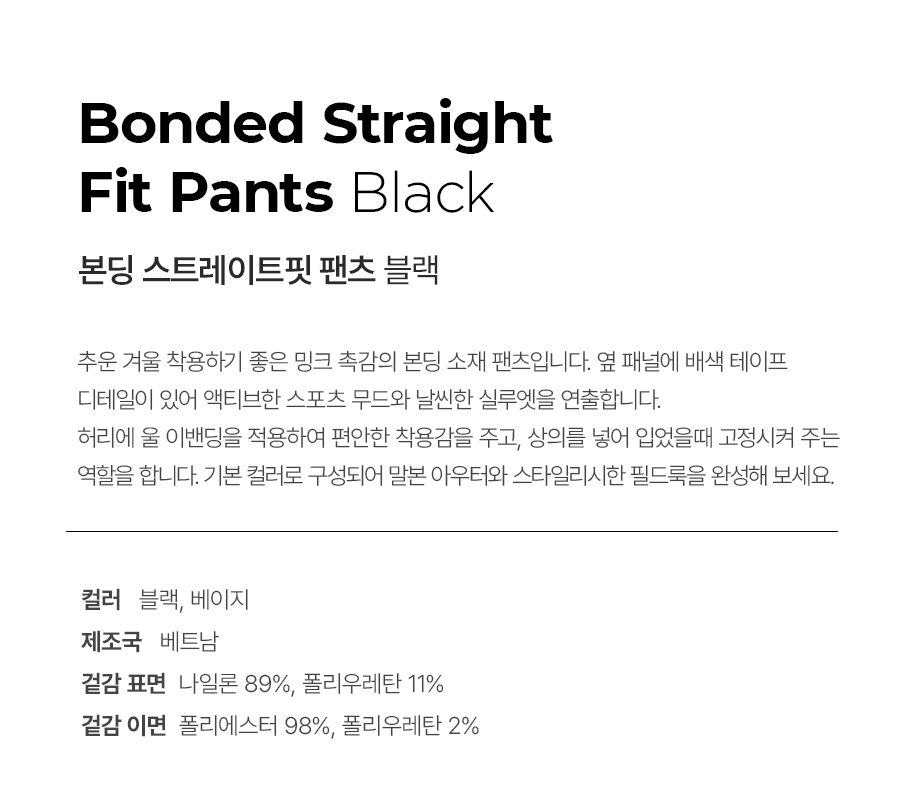 Bonded Straight
Fit Pants Black
본딩 스트레이트핏 팬츠 블랙
추운 겨울 착용하기 좋은 밍크 촉감의 본딩 소재 팬츠입니다. 옆 패널에 배색 테이프
디테일이 있어 액티브한 스포츠 무드와 날씬한 실루엣을 연출합니다.
허리에 울 이밴딩을 적용하여 편안한 착용감을 주고, 상의를 넣어 입었을때 고정시켜 주는
역할을 합니다. 기본 컬러로 구성되어 말본 아우터와 스타일리시한 필드룩을 완성해 보세요.
컬러 블랙, 베이지
제조국 베트남
겉감 표면 나일론 89%, 폴리우레탄 11%
겉감 이면 폴리에스터 98%, 폴리우레탄 2%